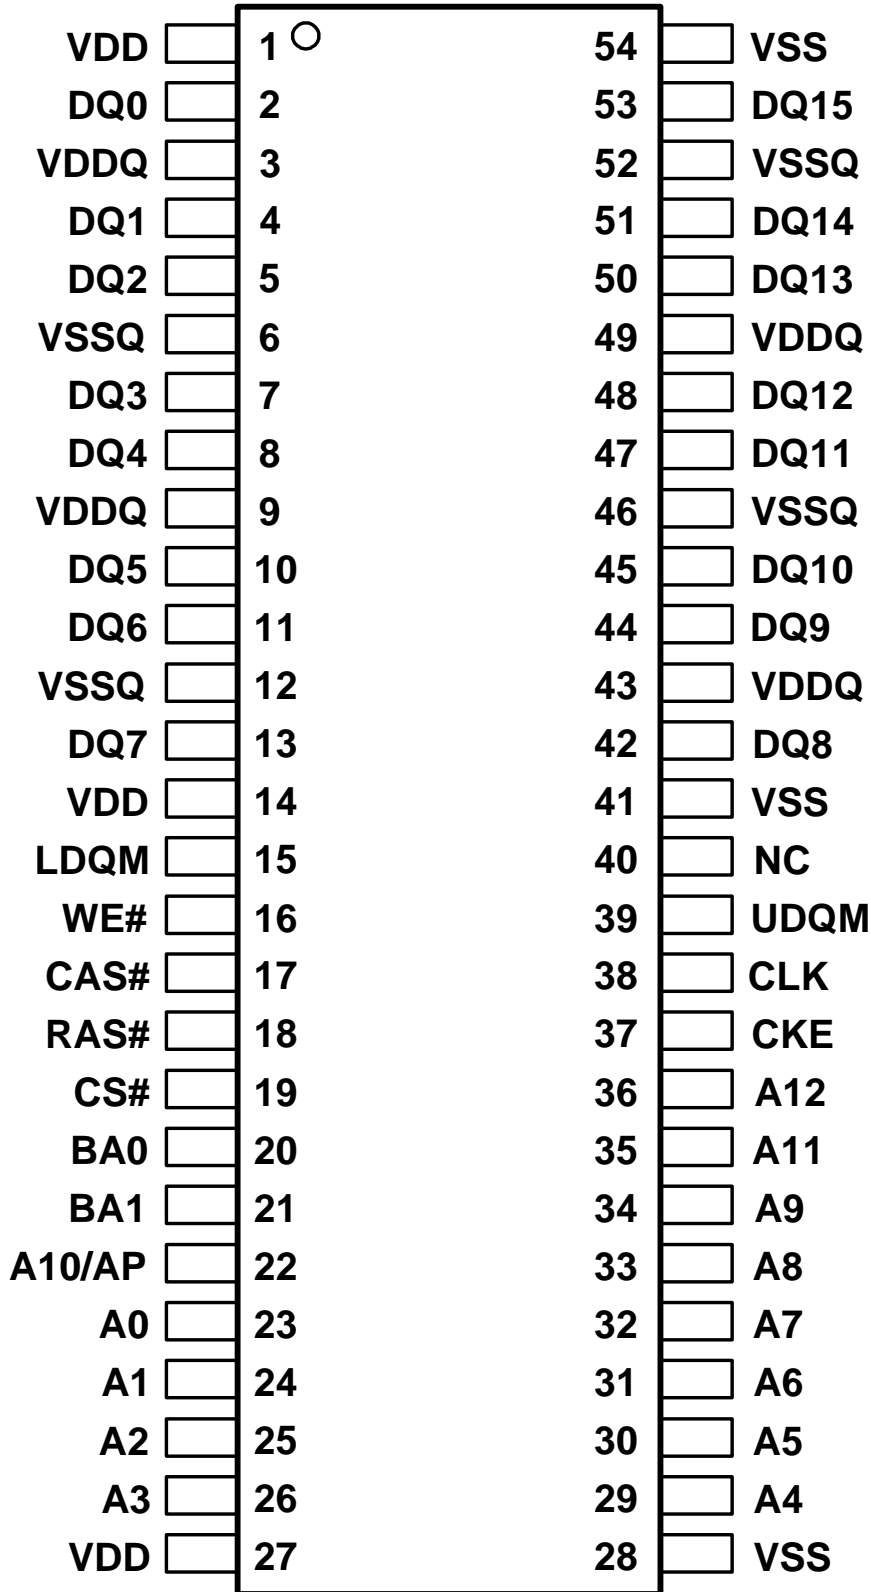 VDD 1 54 VSS
DQ0 2 53 DQ15
VDDQ 3 52 VSSQ
DQ1 4 51 DQ14
DQ2 5 50 DQ13
VSSQ 6 49 VDDQ
DQ3 7 48 DQ12
DQ4 8 47 DQ11
VDDQ 9 46 VSSQ
DQ5 10 45 DQ10
DQ6 11 44 DQ9
VSSQ 12 43 VDDQ
DQ7 13 42 DQ8
VDD 14 41 VSS
LDQM 15 40 NC
WE# 16 39 UDQM
CAS# 17 38 CLK
RAS# 18 37 CKE
CS# 19 36 A12
BA0 20 35 A11
BA1 21 34 A9
A10/AP 22 33 A8
A0 23 32 A7
A1 24 31 A6
A2 25 30 A5
A3 26 29 A4
VDD 27 28 VSS